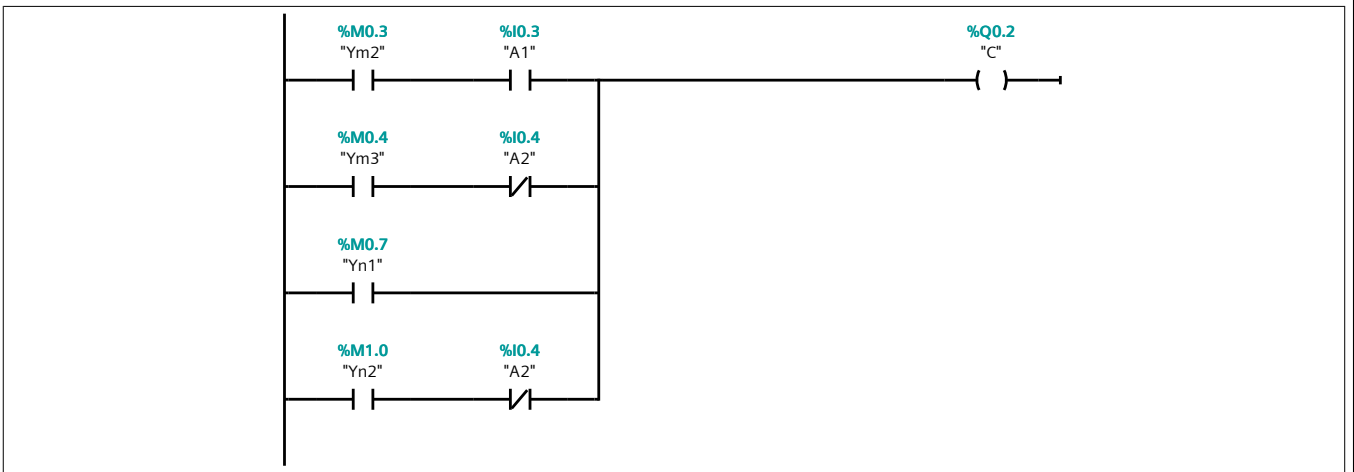 %M0.3 %I0.3 %Q0.2
"Ym2" "A1" "C"
%M0.4 %I0.4
"Ym3" "A2"
%M0.7
"Yn1"
%M1.0 %I0.4
"Yn2" "A2"